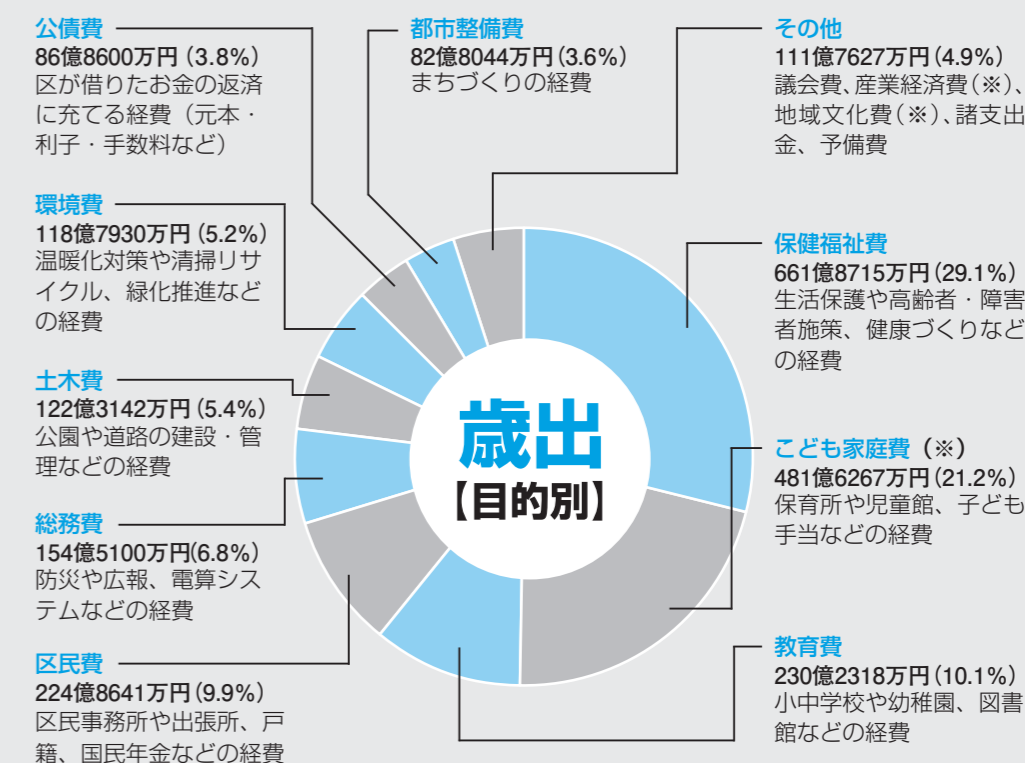 公債費
86億8600万円(3.8%)
区が借りたお金の返済
に充てる経費（元本・
利子・手数料など）
都市整備費
82億8044万円(3.6%)
まちづくりの経費
その他
111億7627万円(4.9%)
議会費、産業経済費(※)、
地域文化費(※)、諸支出
金、予備費
環境費
118億7930万円(5.2%)
温暖化対策や清掃リサ
イクル、緑化推進など
の経費
保健福祉費
661億8715万円(29.1%)
生活保護や高齢者・障害
者施策、健康づくりなど
の経費
土木費
122億3142万円(5.4%)
公園や道路の建設・管
理などの経費
歳出
【目的別】
こども家庭費（※）
481億6267万円(21.2%)
保育所や児童館、子ども
手当などの経費
総務費
154億5100万円(6.8%)
防災や広報、電算シス
テムなどの経費
区民費
224億8641万円(9.9%)
区民事務所や出張所、戸
籍、国民年金などの経費
教育費
230億2318万円(10.1%)
小中学校や幼稚園、図書
館などの経費